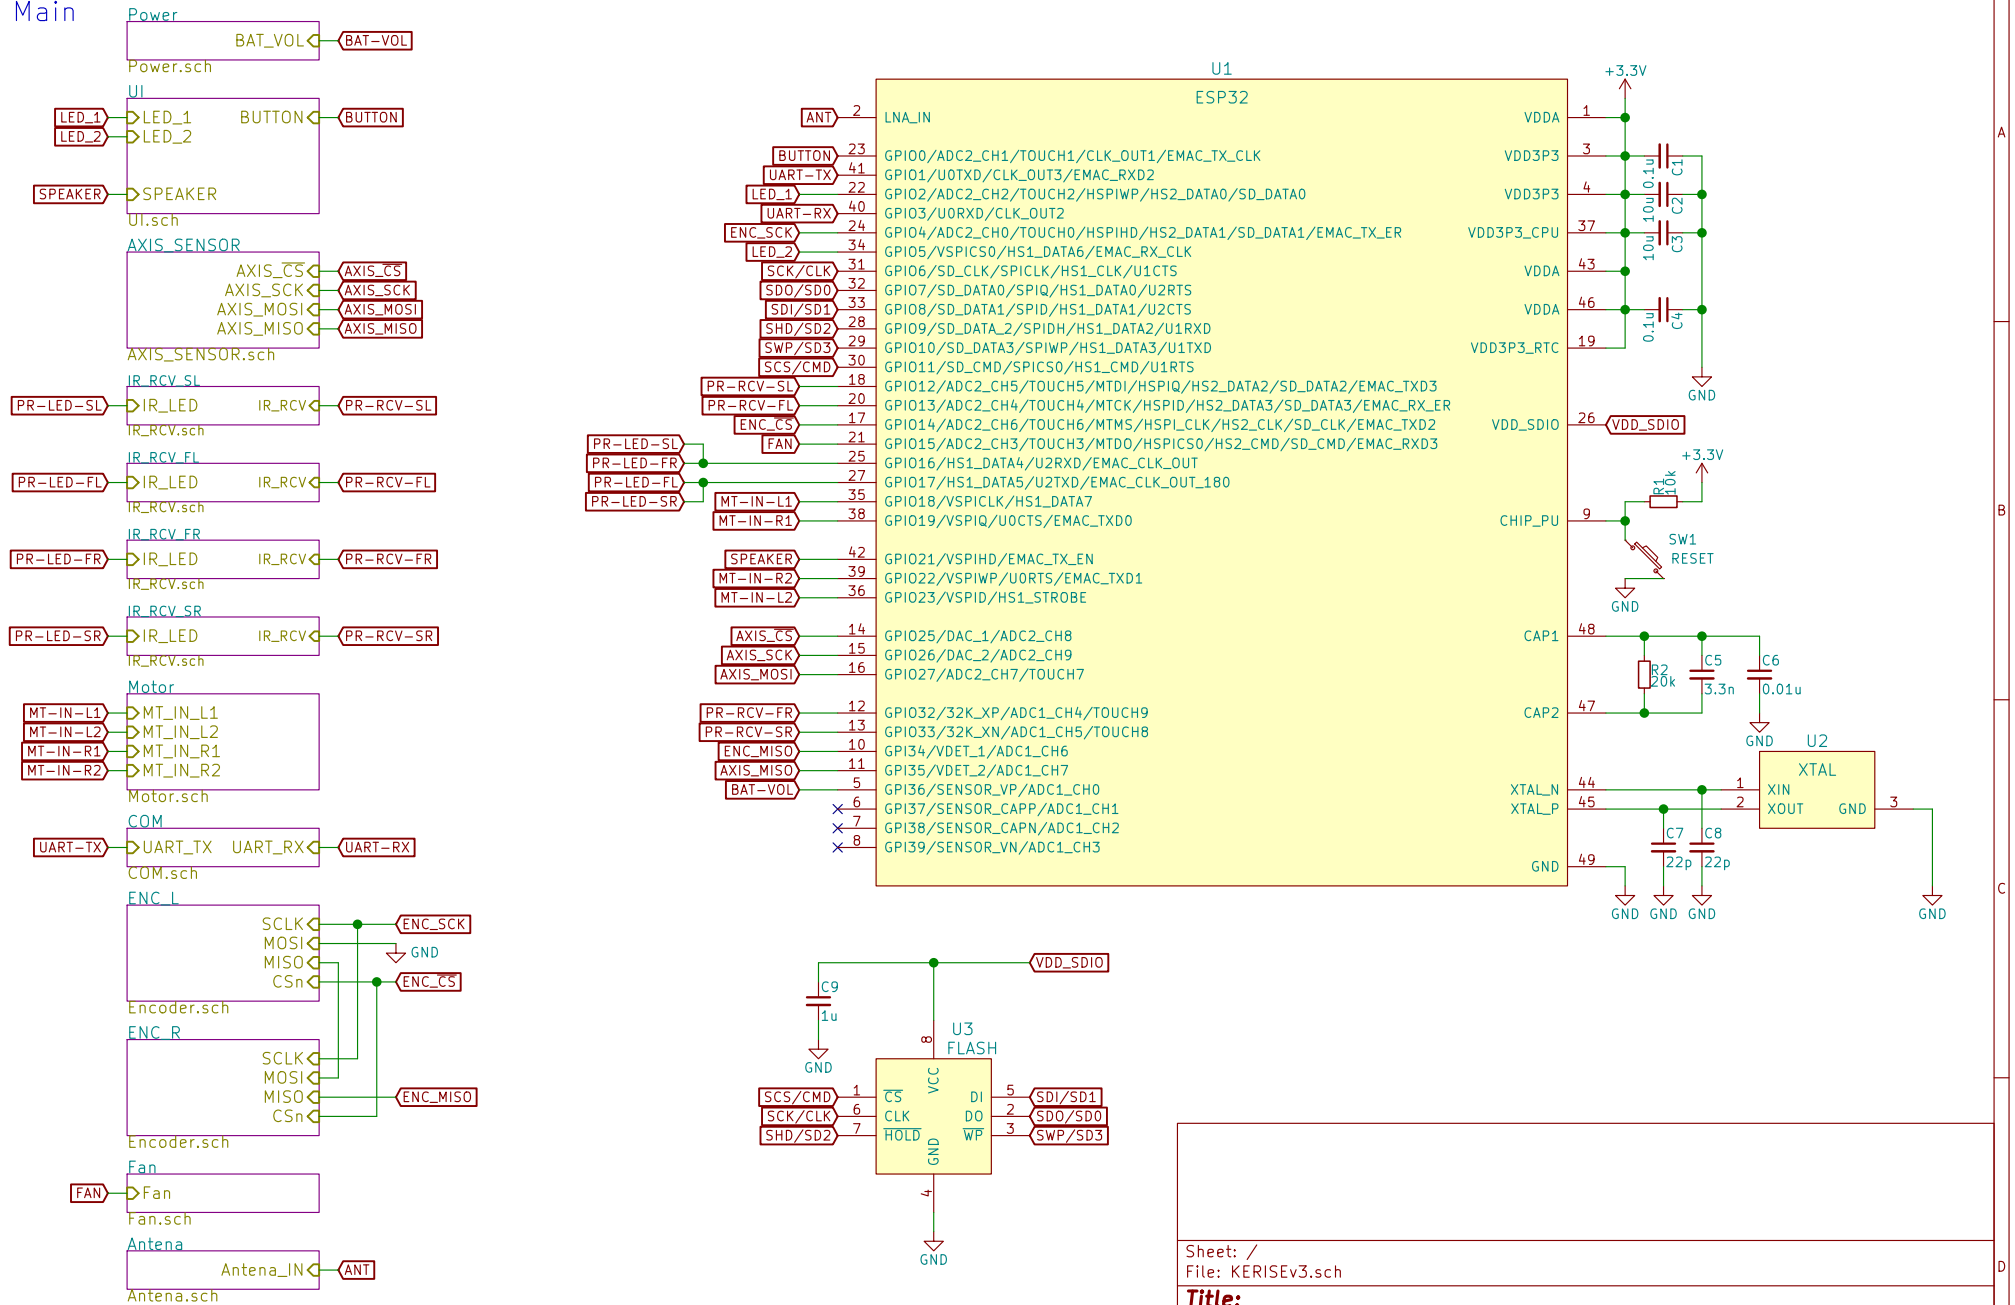 Main
Power
BAT_VOL
BAT-VOL
Power.sch
UI
LED_1
LED_1
BUTTON
BUTTON
LED_2
LED_2
SPEAKER
SPEAKER
UI.sch
AXIS_SENSOR
AXIS_CS
AXIS_CS
AXIS_SCK
AXIS_SCK
AXIS_MOSI
AXIS_MOSI
AXIS_MISO
AXIS_MISO
AXIS_SENSOR.sch
IR_RCV_SL
PR-LED-SL
IR_LED
IR_RCV
PR-RCV-SL
IR_RCV.sch
IR_RCV_FL
PR-LED-FL
IR_LED
IR_RCV
PR-RCV-FL
IR_RCV.sch
IR_RCV_FR
PR-LED-FR
IR_LED
IR_RCV
PR-RCV-FR
IR_RCV.sch
IR_RCV_SR
PR-LED-SR
IR_LED
IR_RCV
PR-RCV-SR
IR_RCV.sch
Motor
MT-IN-L1
MT_IN_L1
MT-IN-L2
MT_IN_L2
MT-IN-R1
MT_IN_R1
MT-IN-R2
MT_IN_R2
Motor.sch
COM
UART-TX
UART_TX
UART_RX
UART-RX
COM.sch
ENC_L
SCLK
ENC_SCK
MOSI
GND
MISO
CSn
ENC_CS
Encoder.sch
ENC_R
SCLK
MOSI
MISO
ENC_MISO
CSn
Encoder.sch
Fan
FAN
Fan
Fan.sch
Antena
Antena_IN
ANT
Antena.sch
U1
ESP32
ANT 2 LNA_IN
BUTTON 23 GPIO0/ADC2_CH1/TOUCH1/CLK_OUT1/EMAC_TX_CLK
UART-TX 41 GPIO1/U0TXD/CLK_OUT3/EMAC_RXD2
LED_1 22 GPIO2/ADC2_CH2/TOUCH2/HSPIWP/HS2_DATA0/SD_DATA0
UART-RX 40 GPIO3/U0RXD/CLK_OUT2
ENC_SCK 24 GPIO4/ADC2_CH0/TOUCH0/HSPIHD/HS2_DATA1/SD_DATA1/EMAC_TX_ER
LED_2 34 GPIO5/VSPICS0/HS1_DATA6/EMAC_RX_CLK
SCK/CLK 31 GPIO6/SD_CLK/SPICLK/HS1_CLK/U1CTS
SDO/SD0 32 GPIO7/SD_DATA0/SPIQ/HS1_DATA0/U2RTS
SDI/SD1 33 GPIO8/SD_DATA1/SPID/HS1_DATA1/U2CTS
SHD/SD2 28 GPIO9/SD_DATA_2/SPIDH/HS1_DATA2/U1RXD
SWP/SD3 29 GPIO10/SD_DATA3/SPIWP/HS1_DATA3/U1TXD
SCS/CMD 30 GPIO11/SD_CMD/SPICS0/HS1_CMD/U1RTS
PR-RCV-SL 18 GPIO12/ADC2_CH5/TOUCH5/MTDI/HSPIQ/HS2_DATA2/SD_DATA2/EMAC_TXD3
PR-RCV-FL 20 GPIO13/ADC2_CH4/TOUCH4/MTCK/HSPID/HS2_DATA3/SD_DATA3/EMAC_RX_ER
ENC_CS 17 GPIO14/ADC2_CH6/TOUCH6/MTMS/HSPI_CLK/HS2_CLK/SD_CLK/EMAC_TXD2
PR-LED-SL
FAN 21 GPIO15/ADC2_CH3/TOUCH3/MTDO/HSPICS0/HS2_CMD/SD_CMD/EMAC_RXD3
PR-LED-FR 25 GPIO16/HS1_DATA4/U2RXD/EMAC_CLK_OUT
PR-LED-FL 27 GPIO17/HS1_DATA5/U2TXD/EMAC_CLK_OUT_180
PR-LED-SR
MT-IN-L1 35 GPIO18/VSPICLK/HS1_DATA7
MT-IN-R1 38 GPIO19/VSPIQ/U0CTS/EMAC_TXD0
SPEAKER 42 GPIO21/VSPIHD/EMAC_TX_EN
MT-IN-R2 39 GPIO22/VSPIWP/U0RTS/EMAC_TXD1
MT-IN-L2 36 GPIO23/VSPID/HS1_STROBE
AXIS_CS 14 GPIO25/DAC_1/ADC2_CH8
AXIS_SCK 15 GPIO26/DAC_2/ADC2_CH9
AXIS_MOSI 16 GPIO27/ADC2_CH7/TOUCH7
PR-RCV-FR 12 GPIO32/32K_XP/ADC1_CH4/TOUCH9
PR-RCV-SR 13 GPIO33/32K_XN/ADC1_CH5/TOUCH8
ENC_MISO 10 GPI34/VDET_1/ADC1_CH6
AXIS_MISO 11 GPI35/VDET_2/ADC1_CH7
BAT-VOL 5 GPI36/SENSOR_VP/ADC1_CH0
6 GPI37/SENSOR_CAPP/ADC1_CH1
7 GPI38/SENSOR_CAPN/ADC1_CH2
8 GPI39/SENSOR_VN/ADC1_CH3
+3.3V
VDDA 1
VDD3P3 3
0.1u C1
VDD3P3 4
10u C2
VDD3P3_CPU 37
10u C3
VDDA 43
VDDA 46
0.1u C4
VDD3P3_RTC 19
GND
VDD_SDIO 26 VDD_SDIO
+3.3V
R1 10k
CHIP_PU 9
SW1
RESET
GND
CAP1 48
R2
20k
C5
3.3n
C6
0.01u
CAP2 47
GND
U2
XTAL
XTAL_N 44
1 XIN
XTAL_P 45
2 XOUT
GND 3
C7
22p
C8
22p
GND 49
GND
GND
GND
GND
VDD_SDIO
C9
1u
GND
U3
FLASH
8
VCC
SCS/CMD 1 CS
DI 5 SDI/SD1
SCK/CLK 6 CLK
DO 2 SDO/SD0
SHD/SD2 7 HOLD
WP 3 SWP/SD3
GND
4
GND
A
B
C
D
Sheet: /
File: KERISEv3.sch
Title: